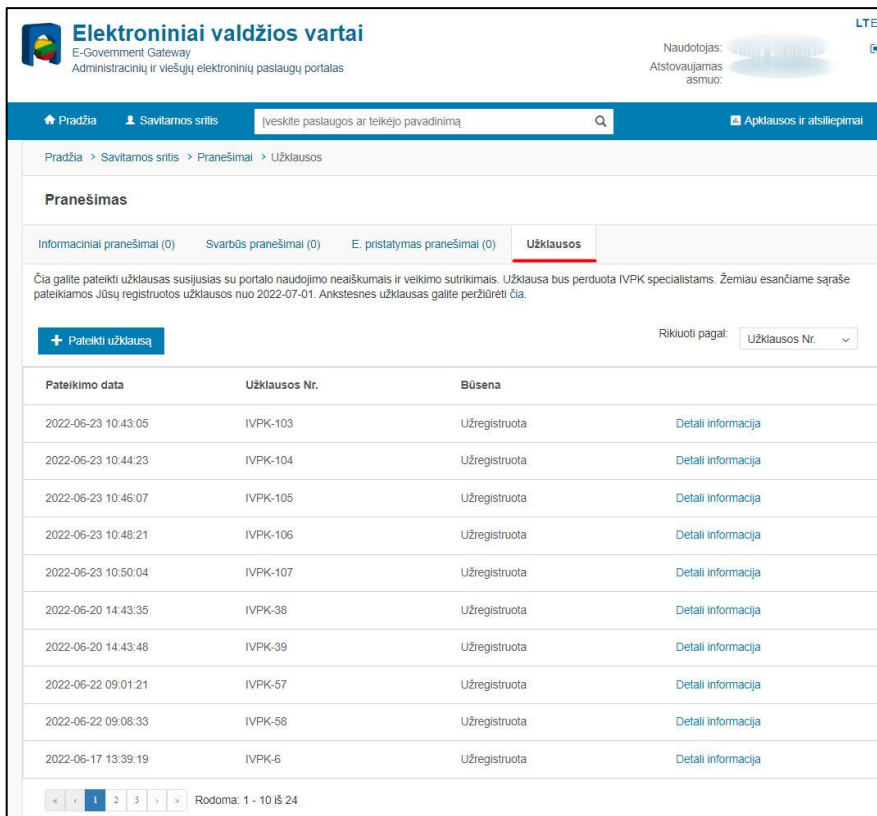 Elektroniniai valdžios vartai
E-Government Gateway
Administracinių ir viešųjų elektroninių paslaugų portalas
LT
Naudotojas:
Atstovaujamas
asmuo:
Pradžia Savitarnos sritis Įveskite paslaugos ar teikėjo pavadinimą Apklausos ir atsiliepimai
Pradžia > Savitarnos sritis > Pranešimai > Užklausos
Pranešimas
Informaciniai pranešimai (0) Svarbūs pranešimai (0) E. pristatymas pranešimai (0) Užklausos
Čia galite pateikti užklausas susijusias su portalo naudojimo neaiškumais ir veikimo sutrikimais. Užklausa bus perduota IVPK specialistams. Žemiau esančiame sąraše
pateikiamos Jūsų registruotos užklausos nuo 2022-07-01. Ankstesnes užklausas galite peržiūrėti čia.
+ Pateikti užklausą Rikiuoti pagal: Užklausos Nr.
Pateikimo data Užklausos Nr. Būsena
2022-06-23 10:43:05 IVPK-103 Užregistruota Detali informacija
2022-06-23 10:44:23 IVPK-104 Užregistruota Detali informacija
2022-06-23 10:46:07 IVPK-105 Užregistruota Detali informacija
2022-06-23 10:48:21 IVPK-106 Užregistruota Detali informacija
2022-06-23 10:50:04 IVPK-107 Užregistruota Detali informacija
2022-06-20 14:43:35 IVPK-38 Užregistruota Detali informacija
2022-06-20 14:43:48 IVPK-39 Užregistruota Detali informacija
2022-06-22 09:01:21 IVPK-57 Užregistruota Detali informacija
2022-06-22 09:08:33 IVPK-58 Užregistruota Detali informacija
2022-06-17 13:39:19 IVPK-6 Užregistruota Detali informacija
« ‹ 1 2 3 › » Rodoma: 1 - 10 iš 24